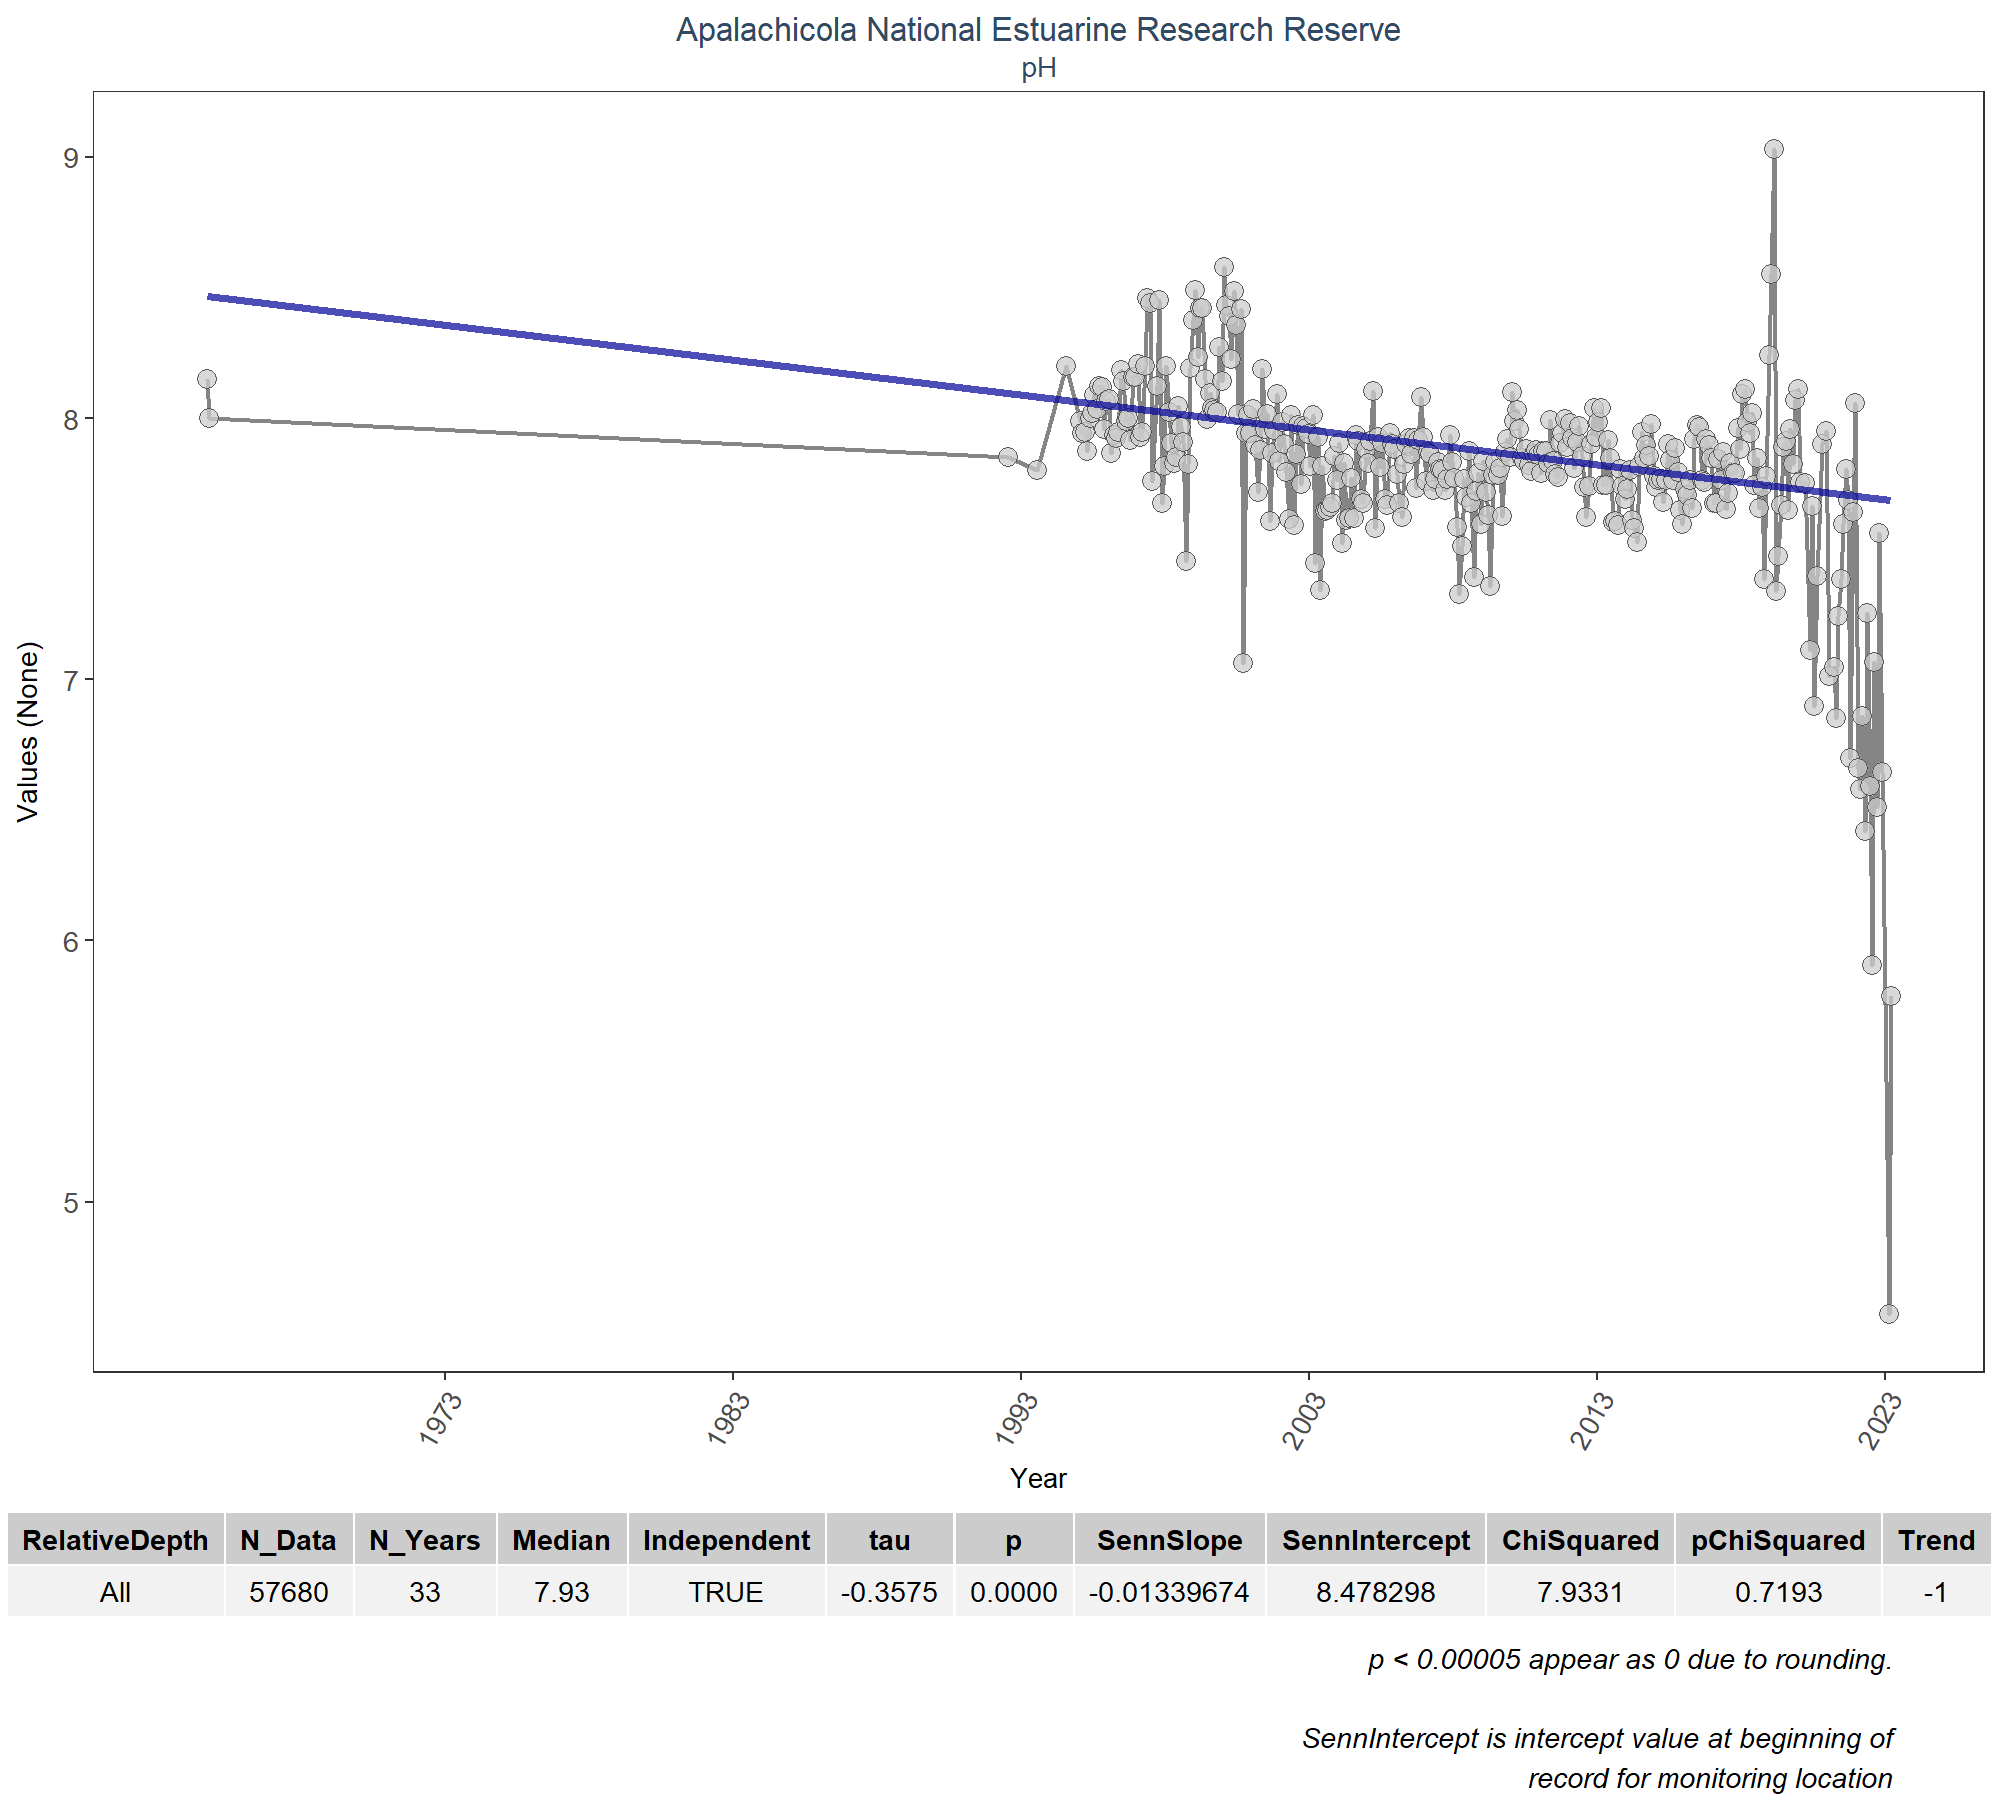 Apalachicola National Estuarine Research Reserve
pH
Values (None)
9
8
7
6
5
1973
1983
1993
2003
2013
2023
Year
RelativeDepth N_Data N_Years Median Independent tau p SennSlope SennIntercept ChiSquared pChiSquared Trend
All 57680 33 7.93 TRUE -0.3575 0.0000 -0.01339674 8.478298 7.9331 0.7193 -1
p < 0.00005 appear as 0 due to rounding.
SennIntercept is intercept value at beginning of
record for monitoring location